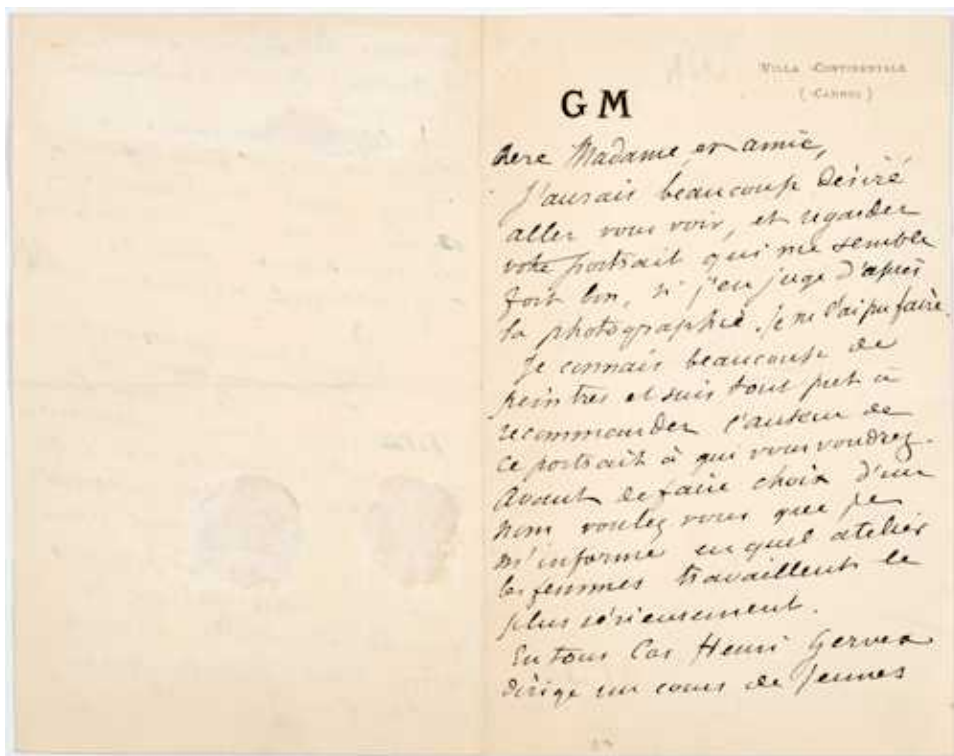 VILLA CONTINENTALE
(CANNES)
GM
Chere Madame et amie,
J'aurais beaucoup désiré
aller vous voir, et regarder
votre portrait qui me semble
fort bon, si j'en juge d'après
la photographie. Je ne l'ai pu faire.
Je connais beaucoup de
peintres et suis tout pret à
recommander l'auteur de
ce portrait à qui vous voudrez.
Avant de faire choix d'un
nom voulez vous que je
m'informe en quel atelier
les femmes travaillent le
plus sérieusement.
En tous cas Henri Gervex
dirige un cours de jeunes